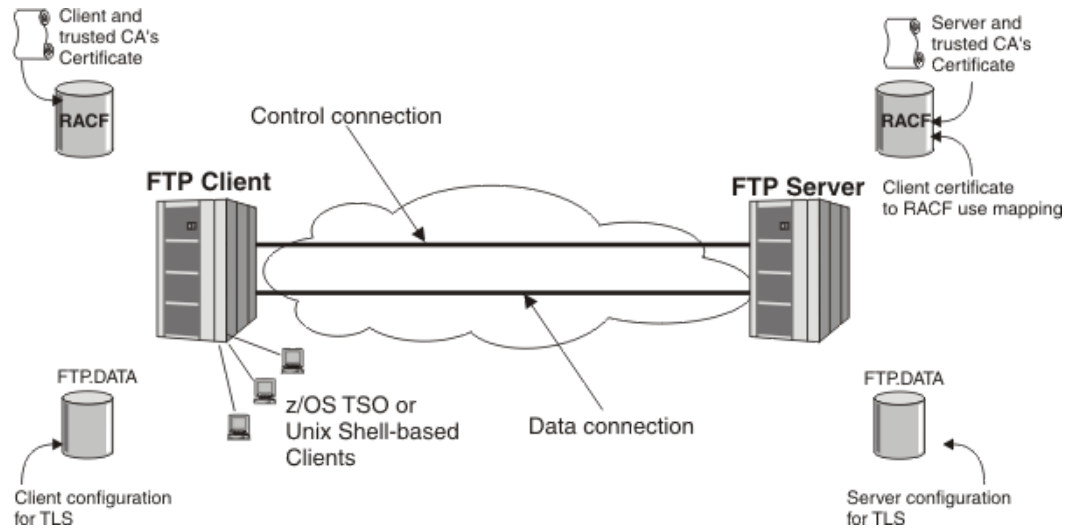 Client and
trusted CA's
Certificate
RACF
Server and
trusted CA's
Certificate
RACF
Control connection
FTP Client
FTP Server
Client certificate
to RACF use mapping
FTP.DATA
z/OS TSO or
Unix Shell-based
Clients
Data connection
FTP.DATA
Client configuration
for TLS
Server configuration
for TLS